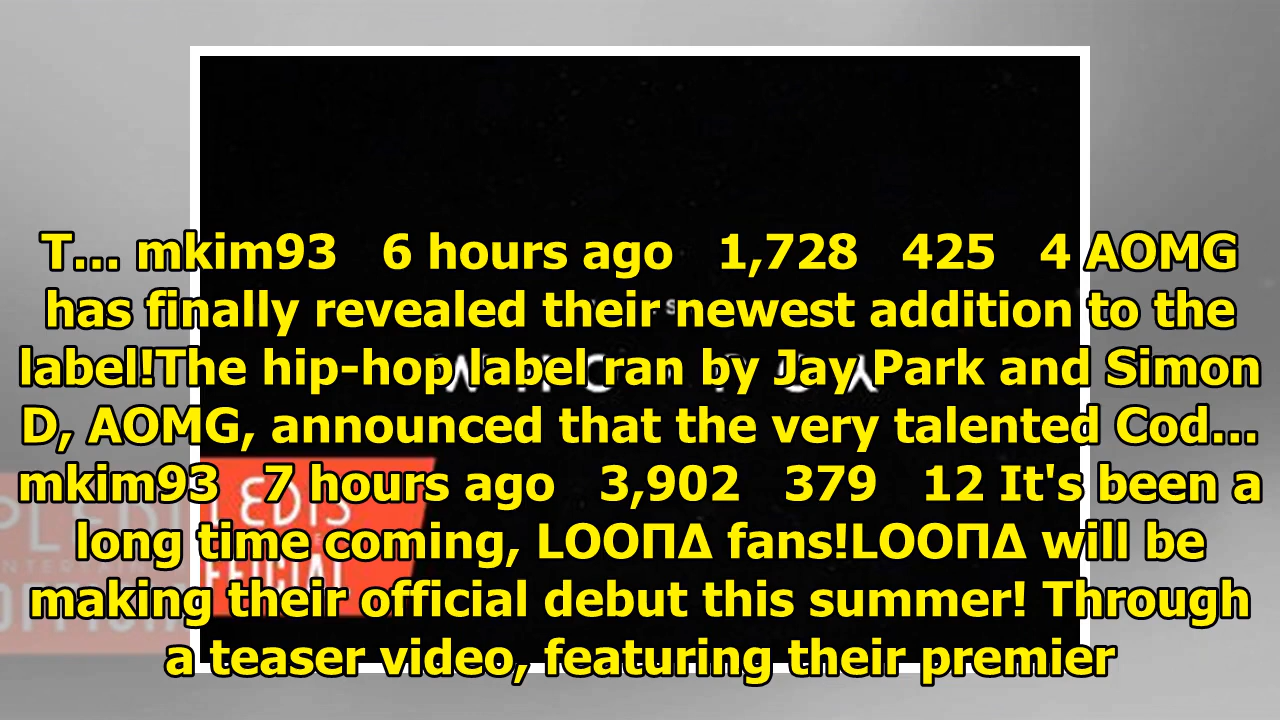 T... mkim93 6 hours ago 1,728 425 4 AOMG
has finally revealed their newest addition to the
label!The hip-hop label ran by Jay Park and Simon
D, AOMG, announced that the very talented Cod...
mkim93 7 hours ago 3,902 379 12 It's been a
long time coming, LOOΠΔ fans!LOOΠΔ will be
making their official debut this summer! Through
a teaser video, featuring their premier